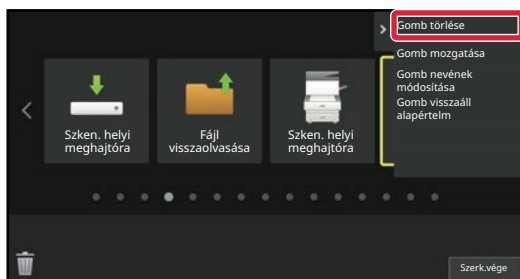 Gomb törlése
Gomb mozgatása
Gomb nevének
módosítása
Gomb visszaáll
alapértelm
Szken. helyi
meghajtóra
Fájl
visszaolvasása
Szken. helyi
meghajtóra
Szerk.vége